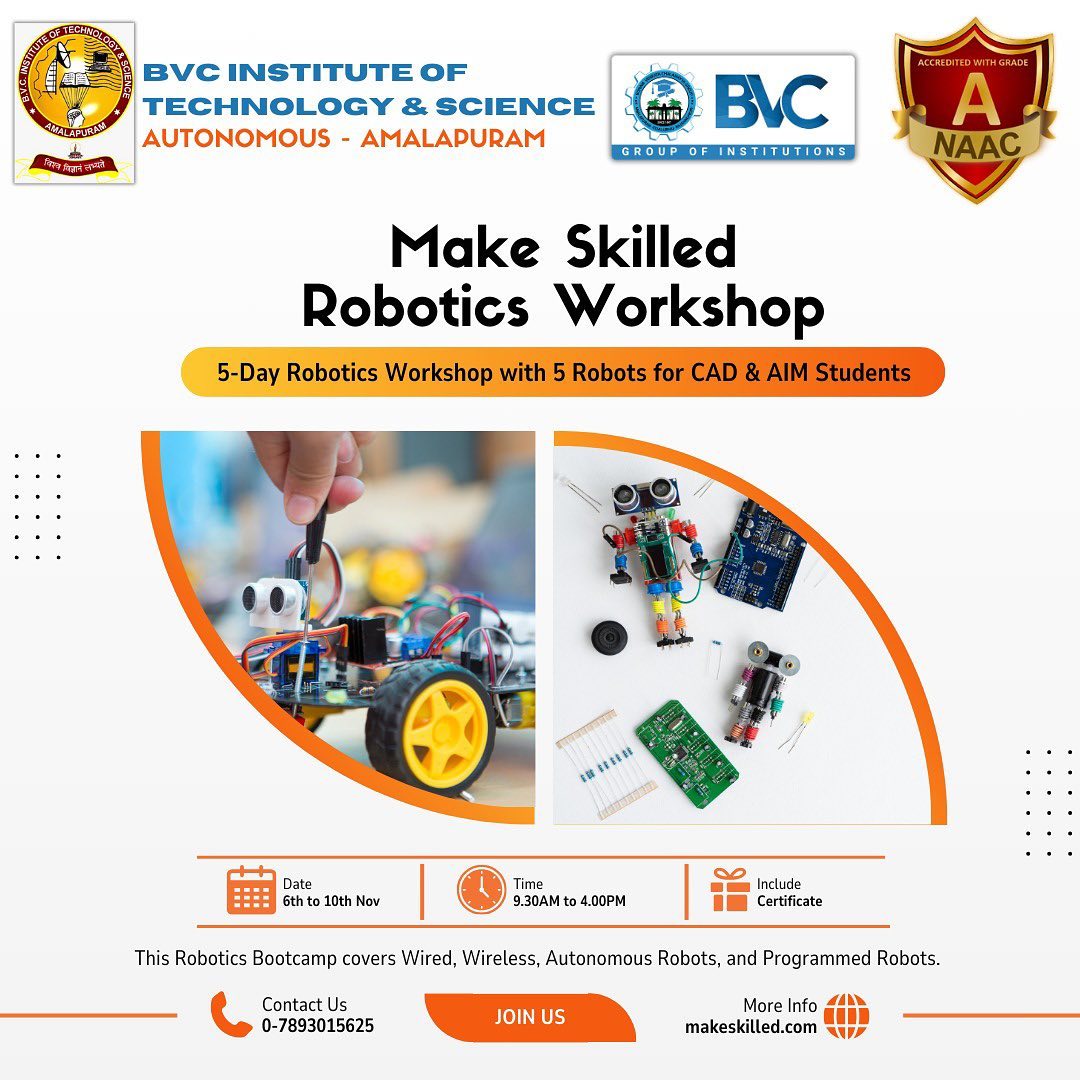 B.V.C. INSTITUTE OF TECHNOLOGY & SCIENCE
AMALAPURAM
विश्वं विज्ञानं लभ्यते
BVC INSTITUTE OF
TECHNOLOGY & SCIENCE
AUTONOMOUS - AMALAPURAM
BVC
GROUP OF INSTITUTIONS
ACCREDITED WITH GRADE
A
NAAC
Make Skilled
Robotics Workshop
5-Day Robotics Workshop with 5 Robots for CAD & AIM Students
Date
6th to 10th Nov
Time
9.30AM to 4.00PM
Include
Certificate
This Robotics Bootcamp covers Wired, Wireless, Autonomous Robots, and Programmed Robots.
Contact Us
0-7893015625
JOIN US
More Info
makeskilled.com